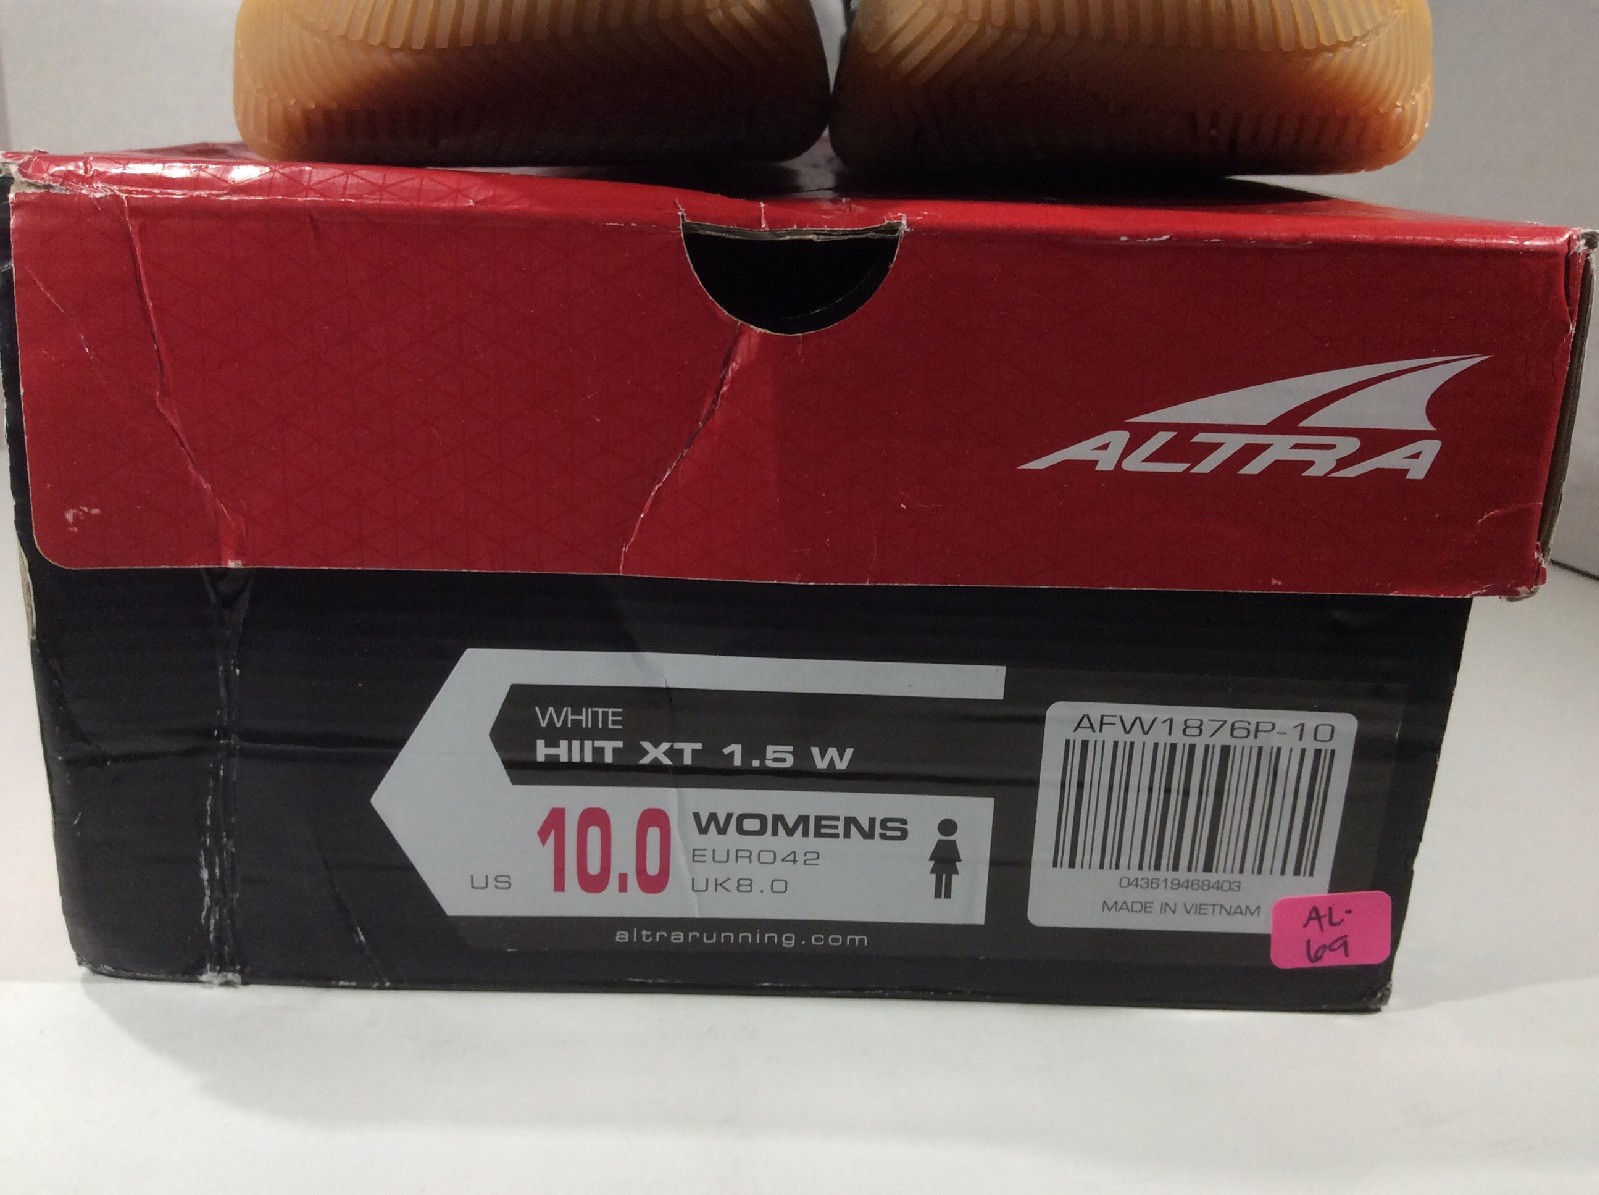 ALTRA
WHITE
HIIT XT 1.5 W
US 10.0 WOMENS
EURO42
UK8.0
altrarunning.com
AFW1876P-10
043619468403
MADE IN VIETNAM
AL-
69